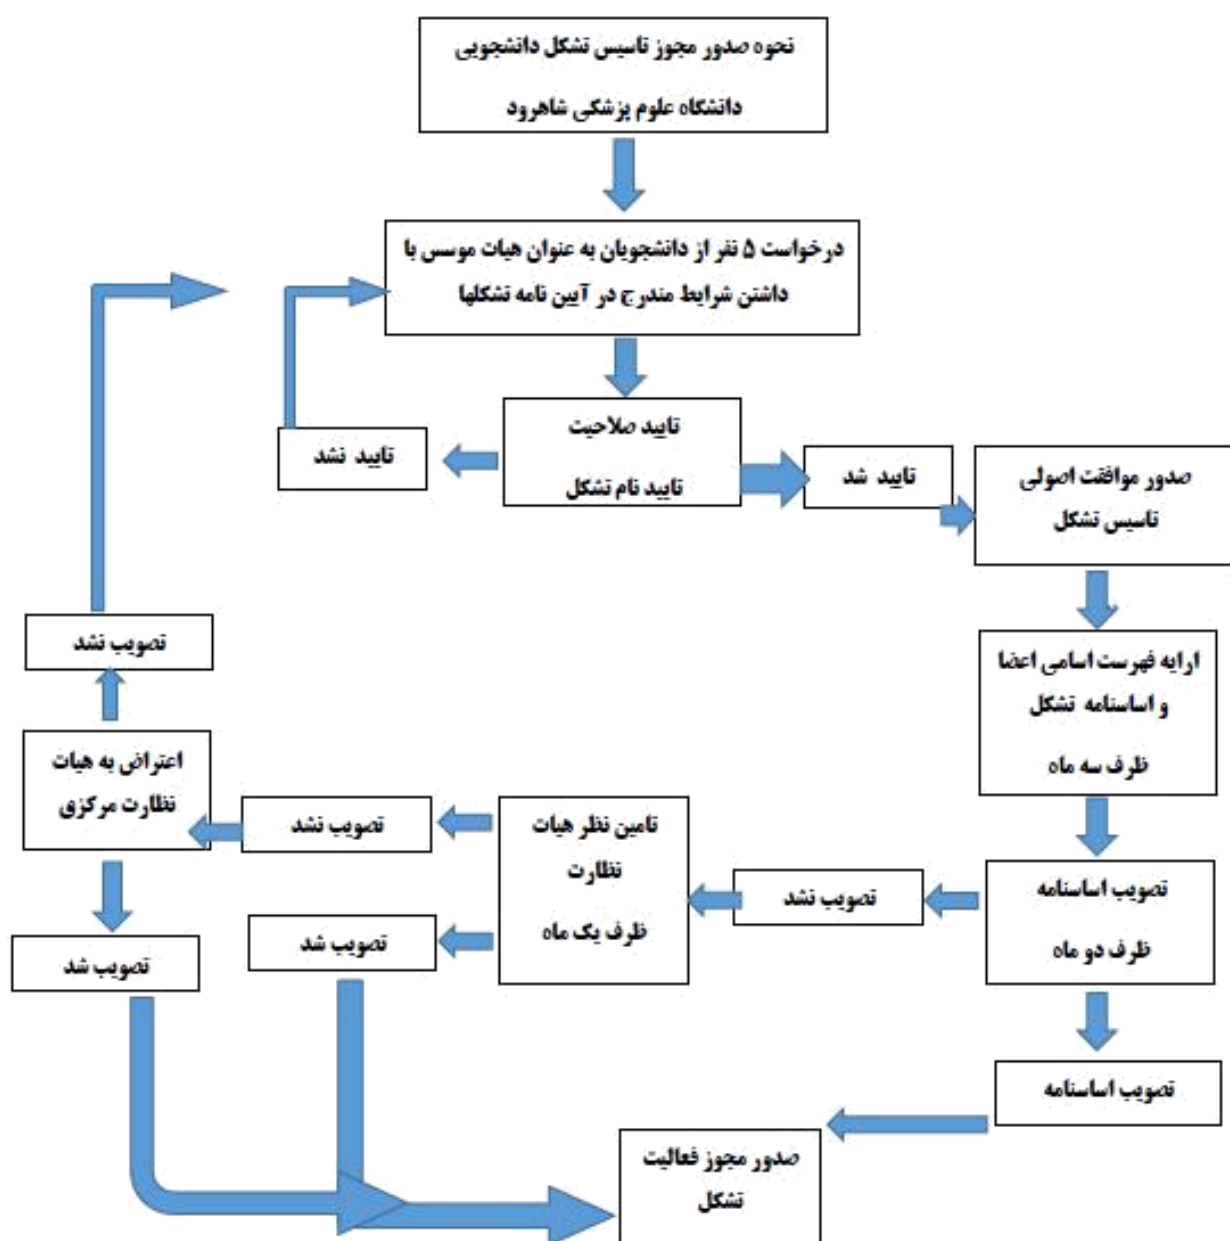 نحوه صدور مجوز تاسیس تشکل دانشجویی
دانشگاه علوم پزشکی شاهرود
درخواست ۵ نفر از دانشجویان به عنوان هیات موسس با
داشتن شرایط مندرج در آیین نامه تشکلها
تایید صلاحیت
تایید نام تشکل
تایید شد
تایید نشد
صدور موافقت اصولی
تاسیس تشکل
ارایه فهرست اسامی اعضا
و اساسنامه تشکل
ظرف سه ماه
تصویب اساسنامه
ظرف دو ماه
تصویب نشد
تامین نظر هیات
نظارت
ظرف یک ماه
تصویب نشد
تصویب شد
اعتراض به هیات
نظارت مرکزی
تصویب نشد
تصویب شد
تصویب اساسنامه
صدور مجوز فعالیت
تشکل